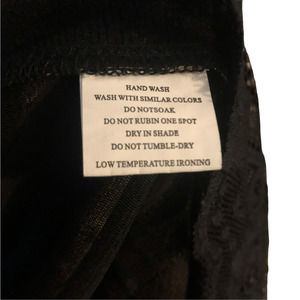 HAND WASH
WASH WITH SIMILAR COLORS
DO NOTSOAK
DO NOT RUBIN ONE SPOT
DRY IN SHADE
DO NOT TUMBLE-DRY
LOW TEMPERATURE IRONING